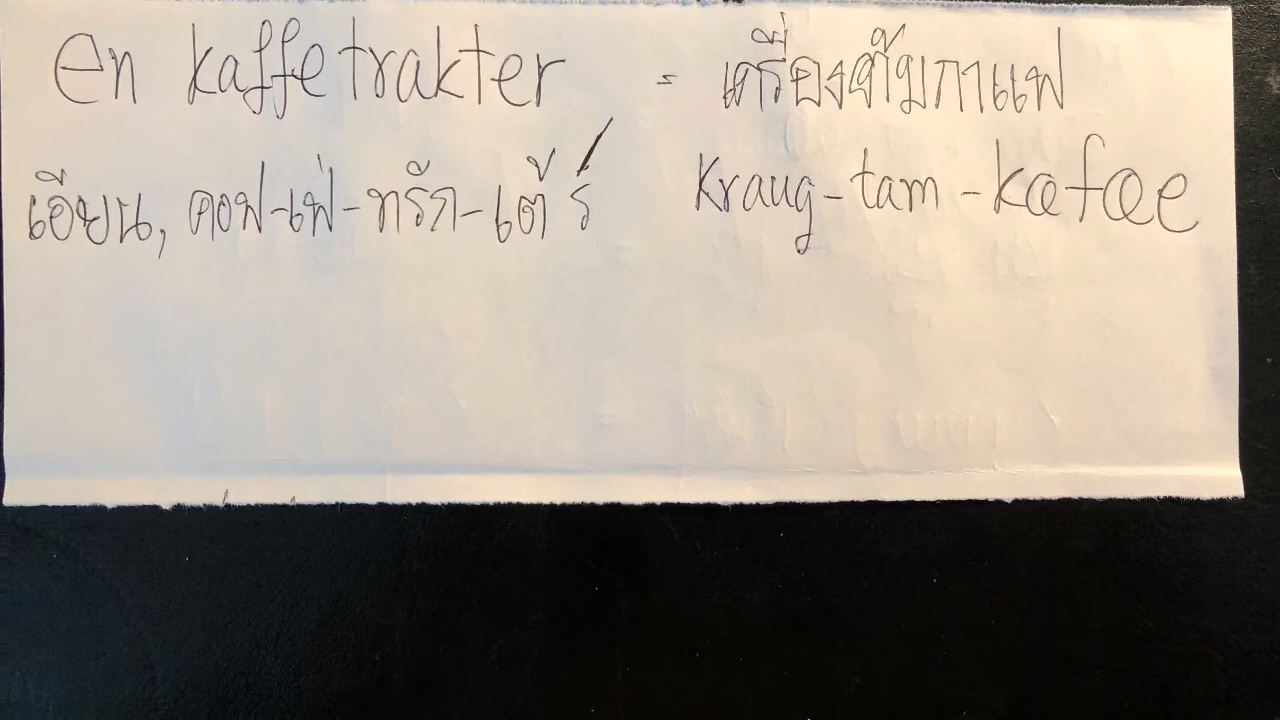 en kaffetrakter = เครื่องต้มกาแฟ
เอียน, คอฟ-เฟ่-ทรัก-เต้ร์ kraug-tam-kafae